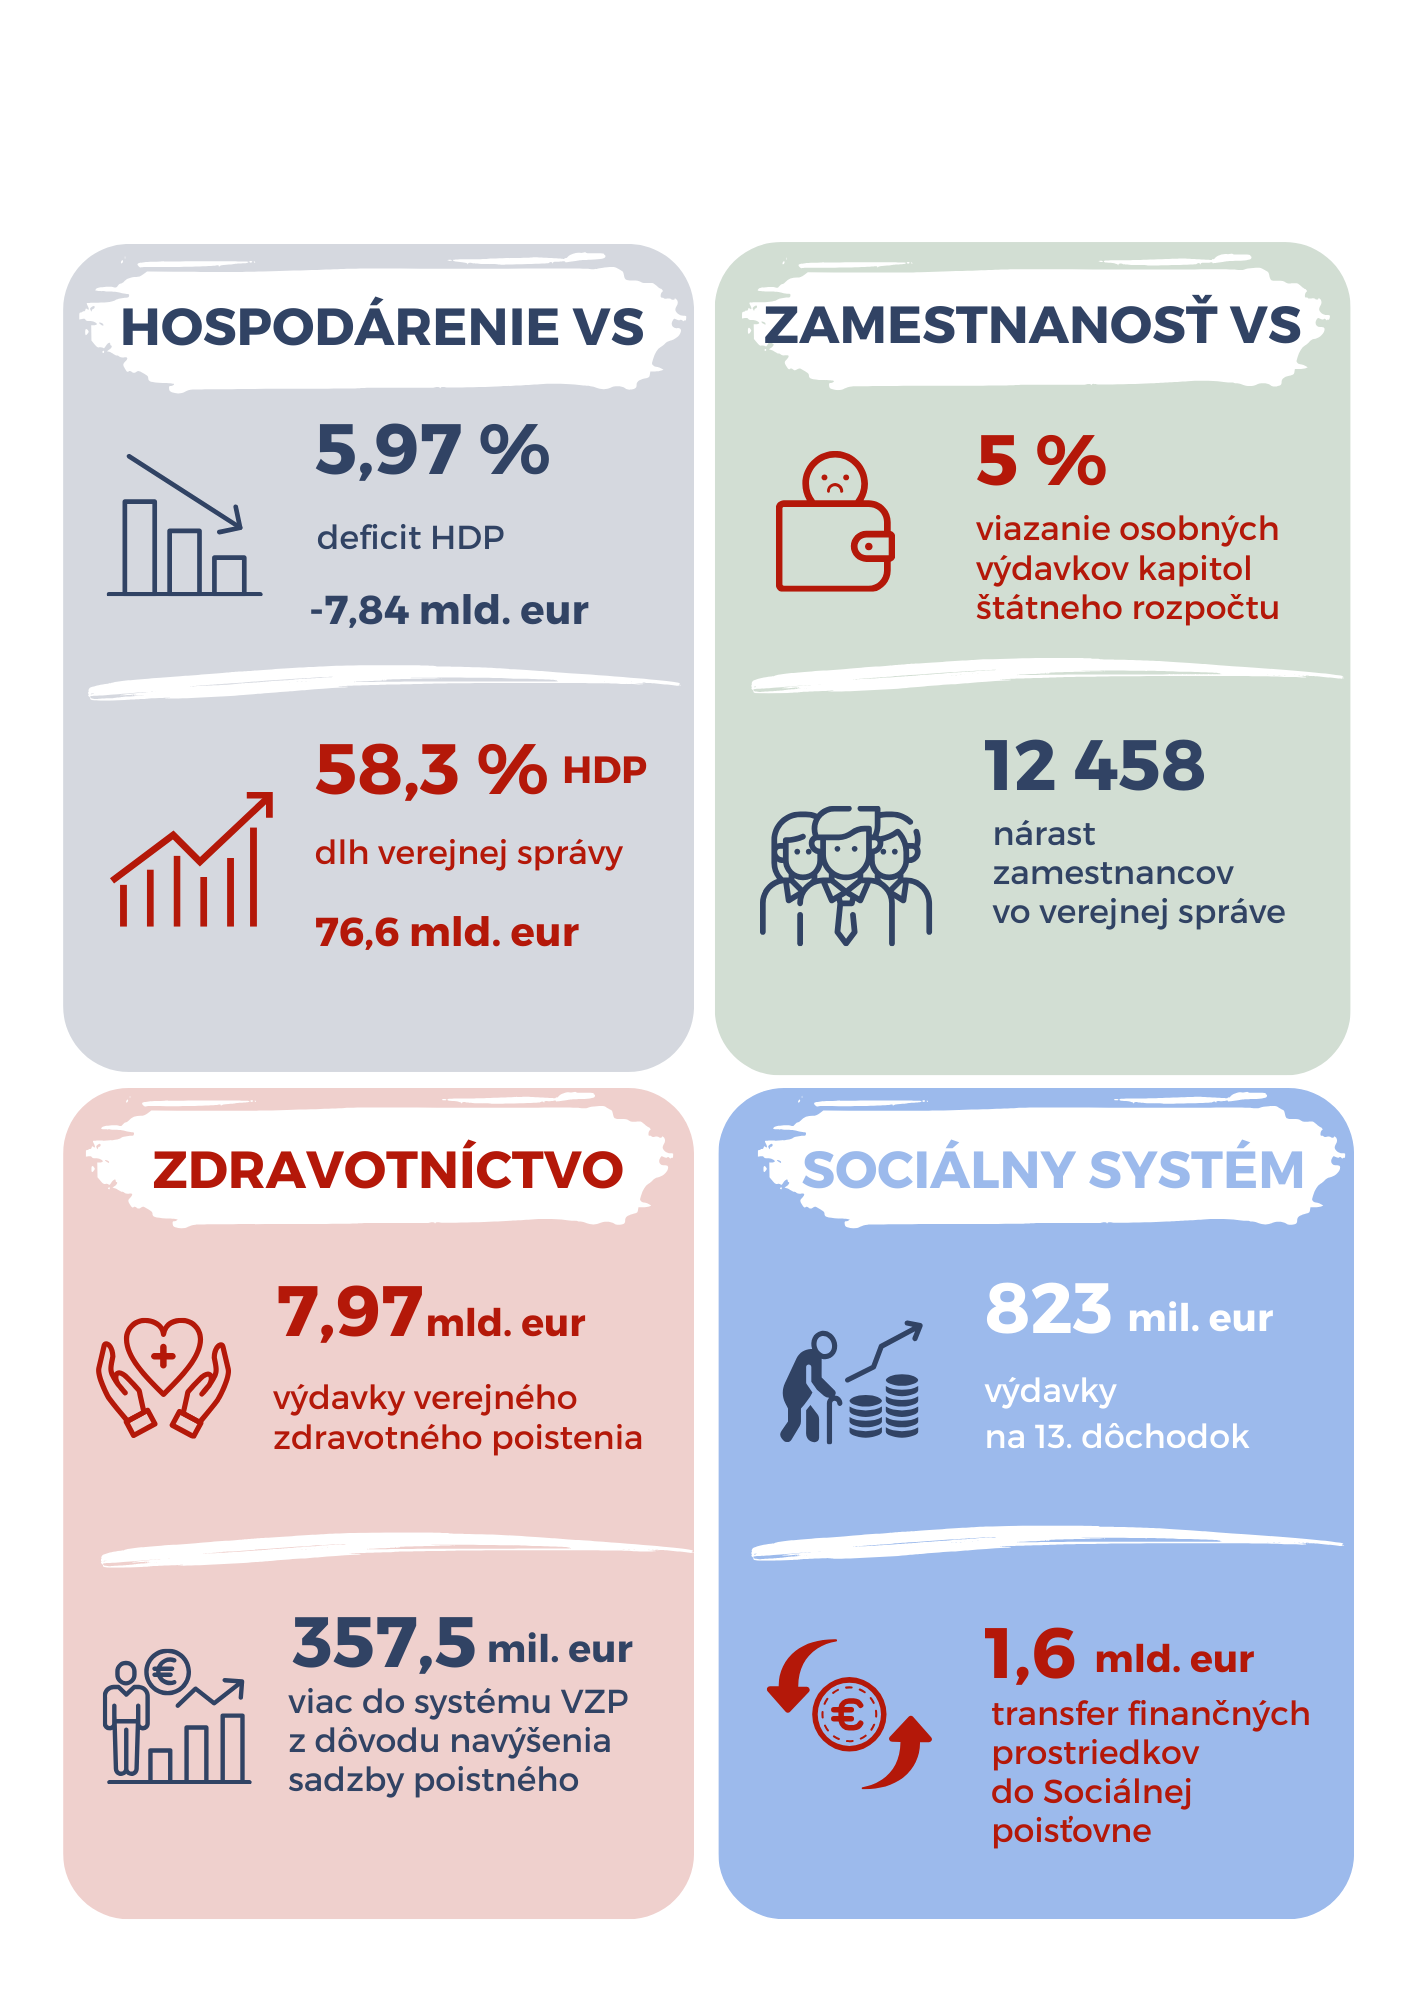 HOSPODÁRENIE VS
5,97 %
deficit HDP
-7,84 mld. eur
58,3 % HDP
dlh verejnej správy
76,6 mld. eur
ZAMESTNANOSŤ VS
5 %
viazanie osobných
výdavkov kapitol
štátneho rozpočtu
12 458
nárast
zamestnancov
vo verejnej správe
ZDRAVOTNÍCTVO
7,97 mld. eur
výdavky verejného
zdravotného poistenia
357,5 mil. eur
viac do systému VZP
z dôvodu navýšenia
sadzby poistného
SOCIÁLNY SYSTÉM
823 mil. eur
výdavky
na 13. dôchodok
1,6 mld. eur
transfer finančných
prostriedkov
do Sociálnej
poisťovne